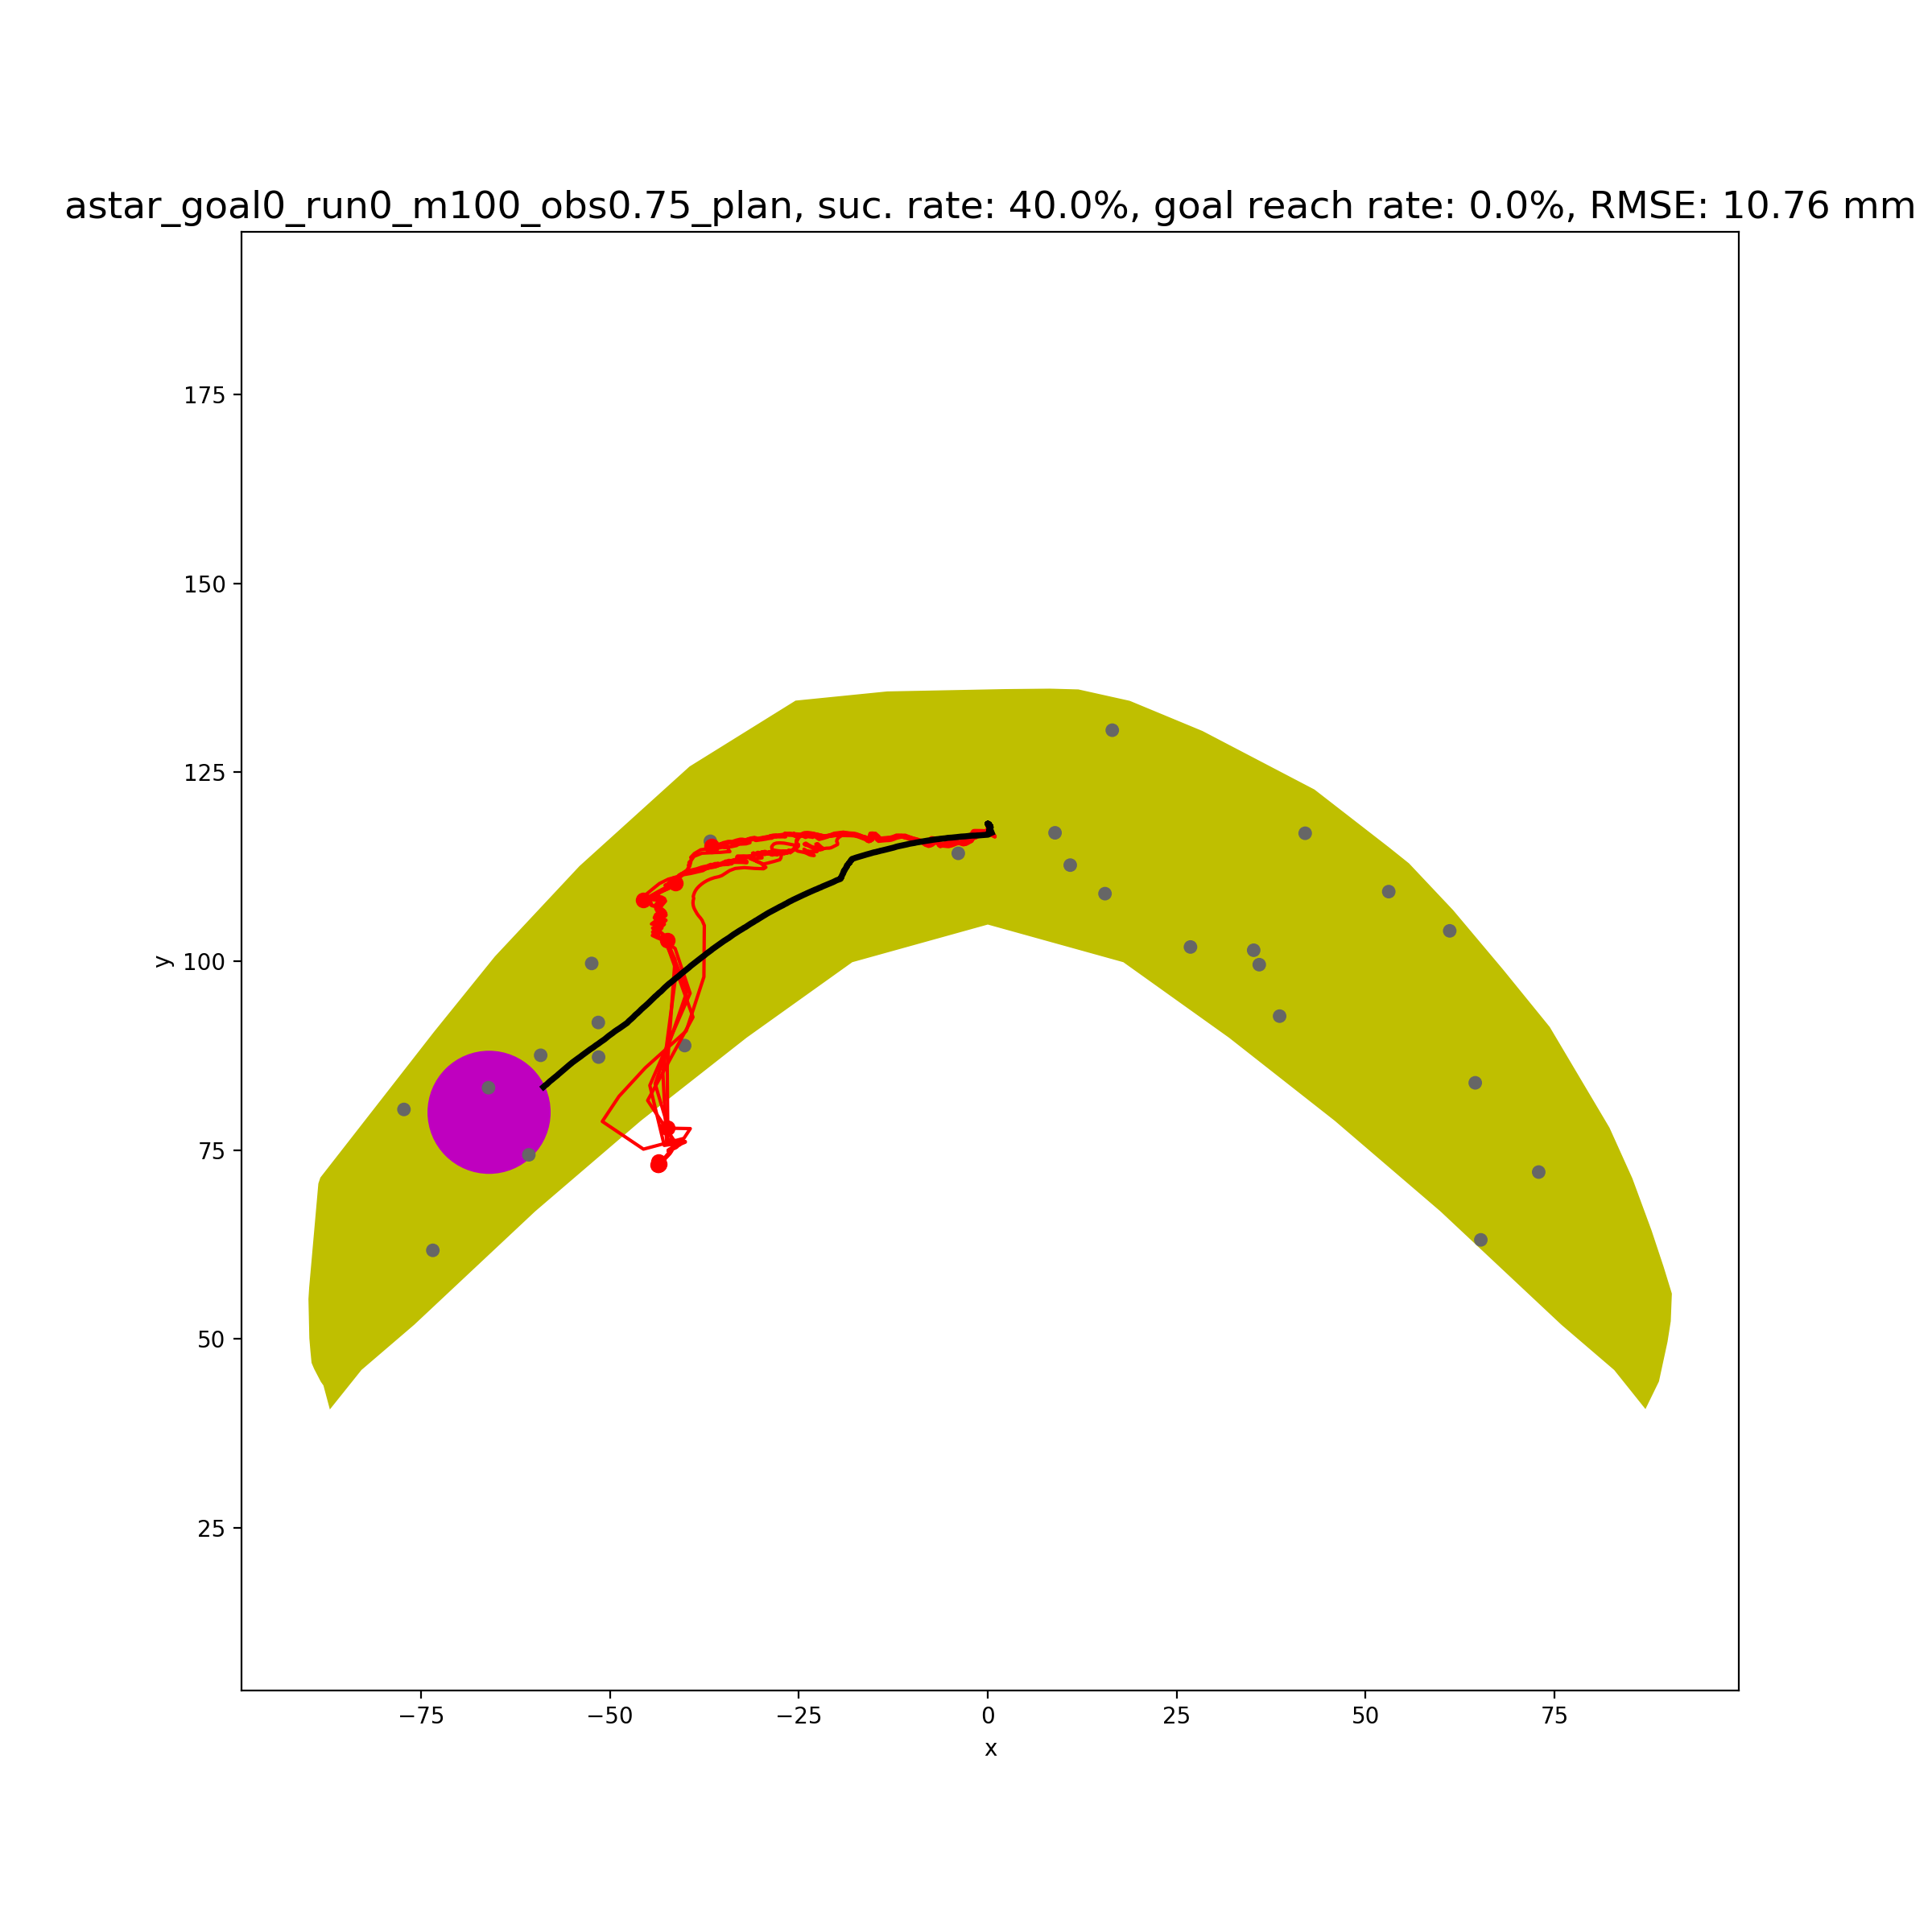 astar_goal0_run0_m100_obs0.75_plan, suc. rate: 40.0%, goal reach rate: 0.0%, RMSE: 10.76 mm
175
150
125
y
100
75
50
25
−75 −50 −25 0 25 50 75
x